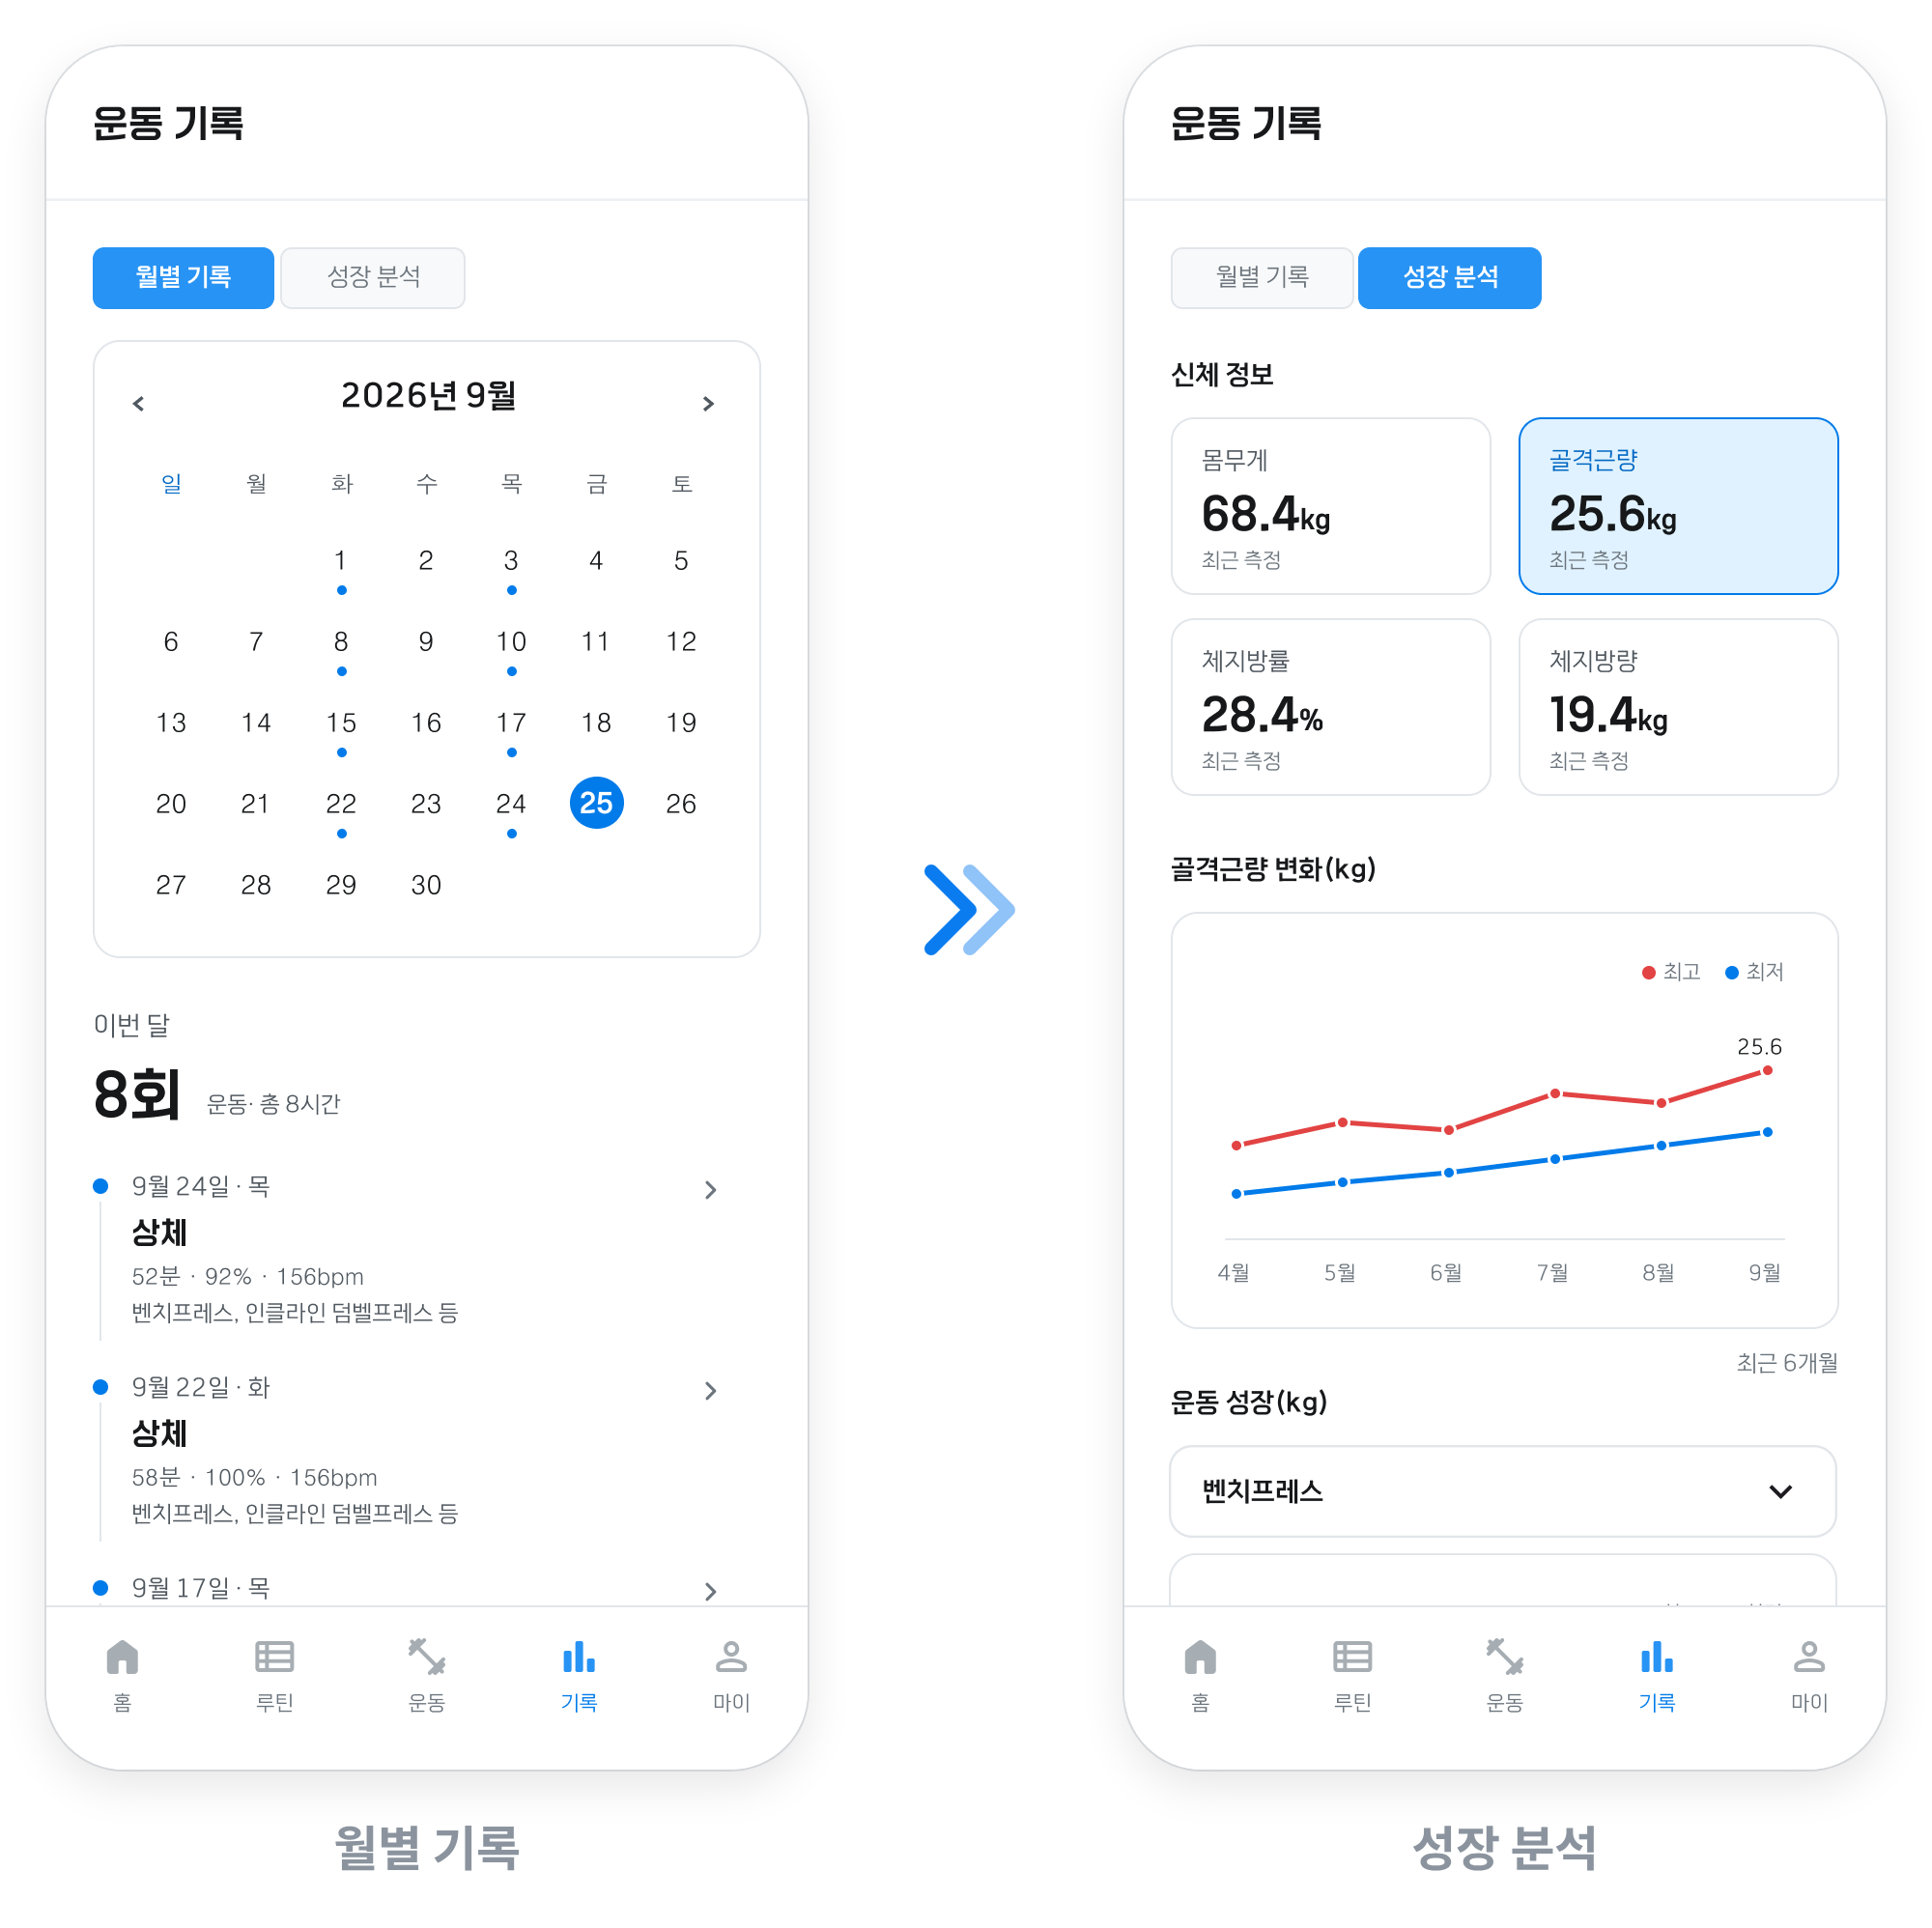 운동 기록
월별 기록 성장 분석
2026년 9월
일 월 화 수 목 금 토
1 2 3 4 5
6 7 8 9 10 11 12
13 14 15 16 17 18 19
20 21 22 23 24 25 26
27 28 29 30
이번 달
8회 운동· 총 8시간
9월 24일 · 목
상체
52분 · 92% · 156bpm
벤치프레스, 인클라인 덤벨프레스 등
9월 22일 · 화
상체
58분 · 100% · 156bpm
벤치프레스, 인클라인 덤벨프레스 등
9월 17일 · 목
홈 루틴 운동 기록 마이
월별 기록
운동 기록
월별 기록 성장 분석
신체 정보
몸무게
68.4kg
최근 측정
골격근량
25.6kg
최근 측정
체지방률
28.4%
최근 측정
체지방량
19.4kg
최근 측정
골격근량 변화(kg)
최고 최저
25.6
4월 5월 6월 7월 8월 9월
최근 6개월
운동 성장(kg)
벤치프레스
홈 루틴 운동 기록 마이
성장 분석